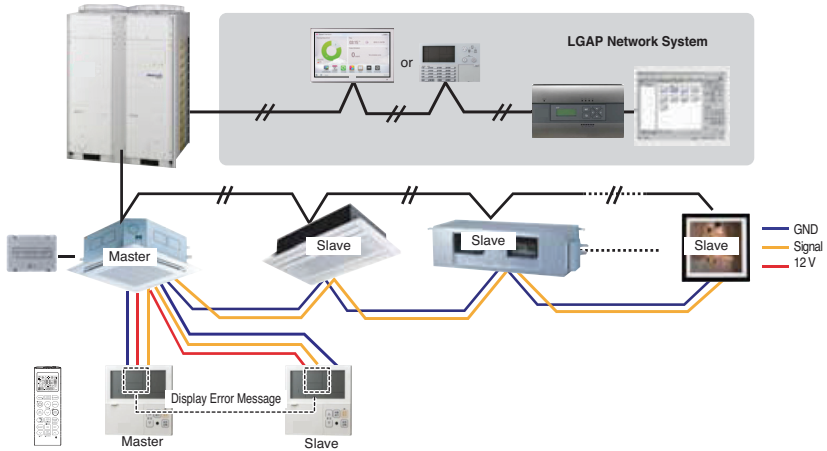 LGAP Network System
or
Master
Slave
Slave
Slave
GND
Signal
12 V
Display Error Message
Master
Slave